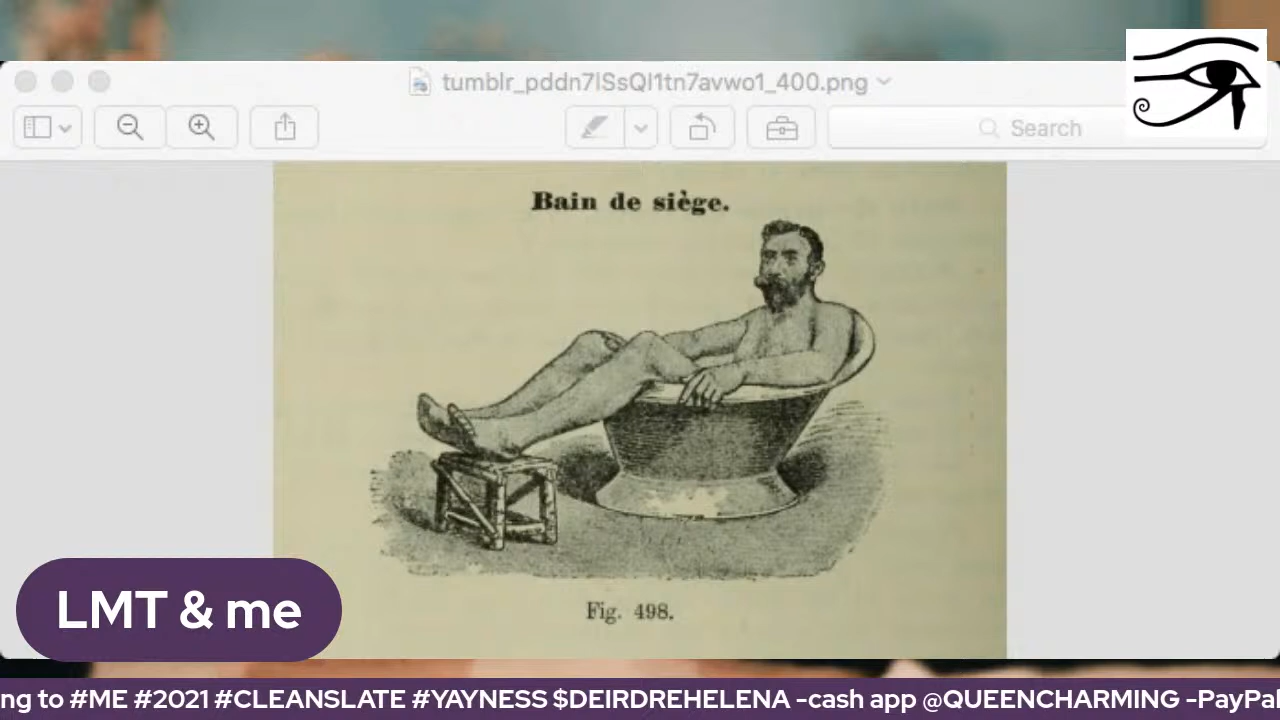 tumblr_pddn7lSsQl1tn7avwo1_400.png
Search
Bain de siège.
Fig. 498.
LMT & me
ng to #ME #2021 #CLEANSLATE #YAYNESS $DEIRDREHELENA -cash app @QUEENCHARMING -PayPa